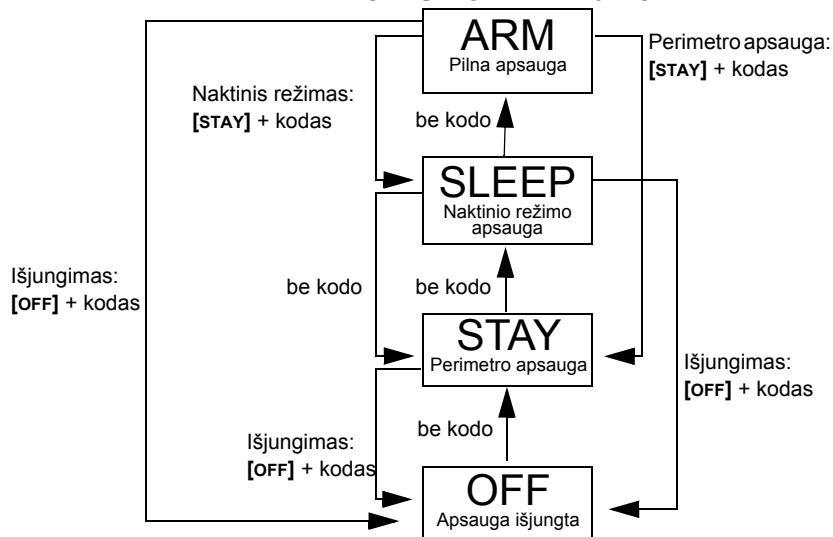 ARM
Pilna apsauga
Perimetro apsauga:
[STAY] + kodas
Naktinis režimas:
[STAY] + kodas
be kodo
SLEEP
Naktinio režimo
apsauga
Išjungimas:
[OFF] + kodas
be kodo
be kodo
STAY
Perimetro apsauga
Išjungimas:
[OFF] + kodas
be kodo
Išjungimas:
[OFF] + kodas
OFF
Apsauga išjungta